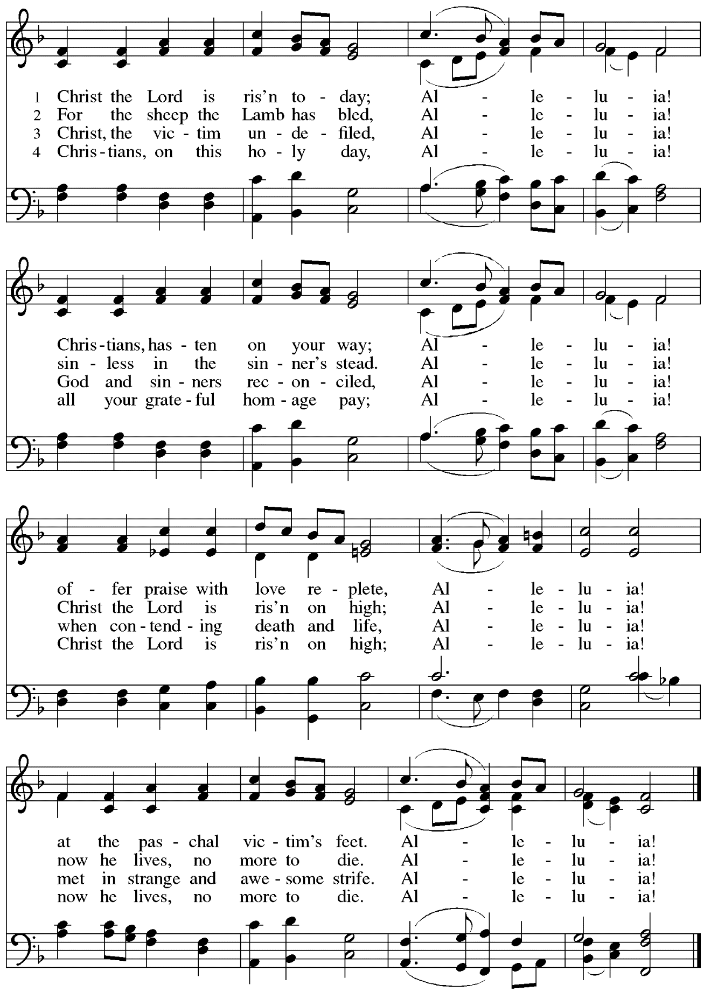 1 Christ the Lord is ris'n to - day; Al - le - lu - ia!
2 For the sheep the Lamb has bled, Al - le - lu - ia!
3 Christ, the vic - tim un - de - filed, Al - le - lu - ia!
4 Chris - tians, on this ho - ly day, Al - le - lu - ia!
Chris - tians, has - ten on your way; Al - le - lu - ia!
sin - less in the sin - ner's stead. Al - le - lu - ia!
God and sin - ners rec - on - ciled, Al - le - lu - ia!
all your grate - ful hom - age pay; Al - le - lu - ia!
of - fer praise with love re - plete, Al - le - lu - ia!
Christ the Lord is ris'n on high; Al - le - lu - ia!
when con - tend - ing death and life, Al - le - lu - ia!
Christ the Lord is ris'n on high; Al - le - lu - ia!
at the pas - chal vic - tim's feet. Al - le - lu - ia!
now he lives, no more to die. Al - le - lu - ia!
met in strange and awe - some strife. Al - le - lu - ia!
now he lives, no more to die. Al - le - lu - ia!